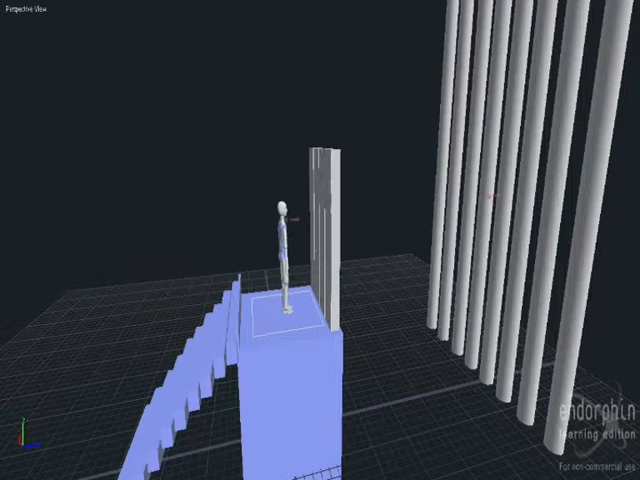 Perspective View
endorphin
learning edition
For non-commercial use